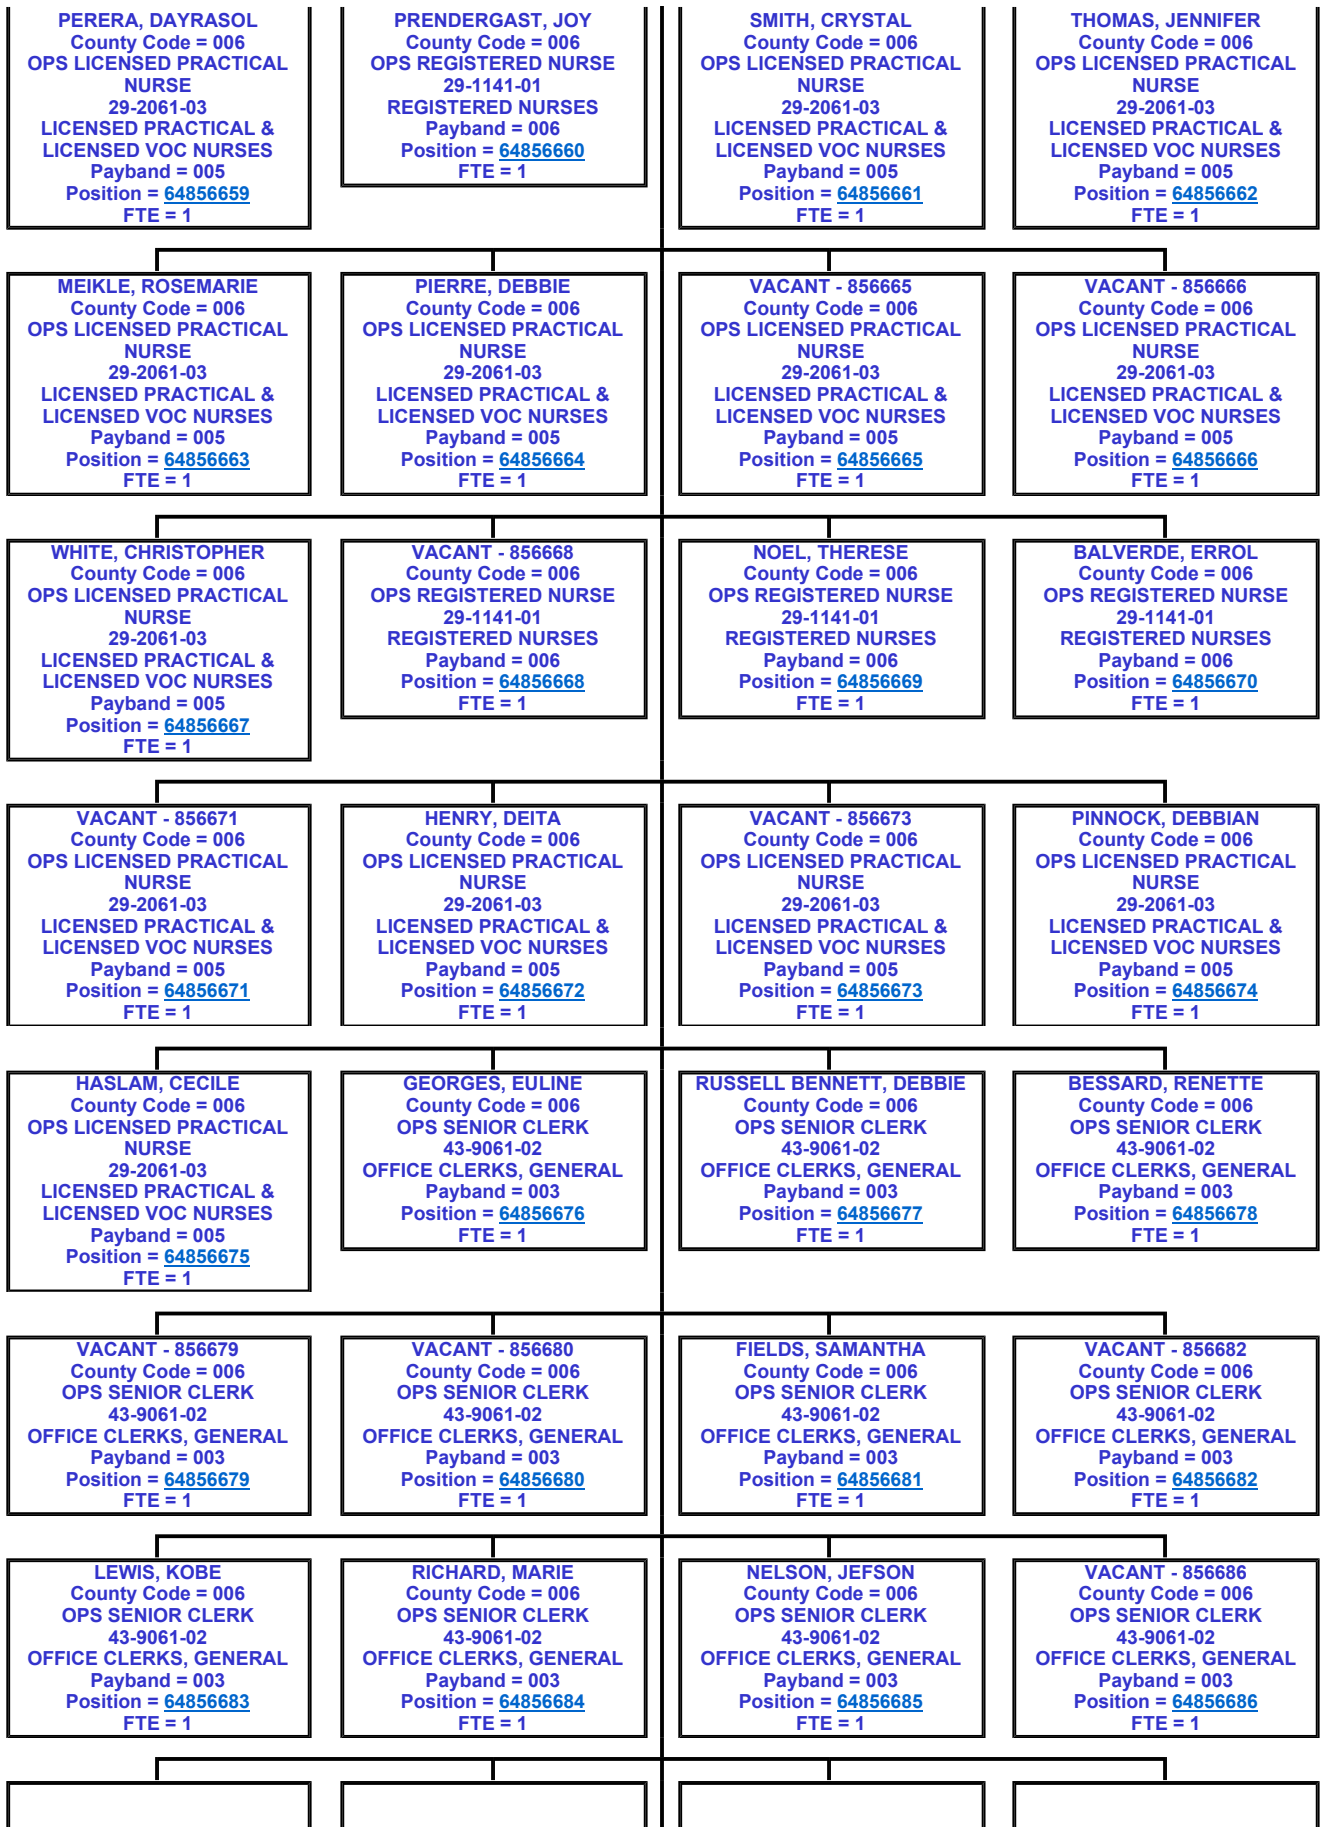 PERERA, DAYRASOL
County Code = 006
OPS LICENSED PRACTICAL
NURSE
29-2061-03
LICENSED PRACTICAL &
LICENSED VOC NURSES
Payband = 005
Position = 64856659
FTE = 1
PRENDERGAST, JOY
County Code = 006
OPS REGISTERED NURSE
29-1141-01
REGISTERED NURSES
Payband = 006
Position = 64856660
FTE = 1
SMITH, CRYSTAL
County Code = 006
OPS LICENSED PRACTICAL
NURSE
29-2061-03
LICENSED PRACTICAL &
LICENSED VOC NURSES
Payband = 005
Position = 64856661
FTE = 1
THOMAS, JENNIFER
County Code = 006
OPS LICENSED PRACTICAL
NURSE
29-2061-03
LICENSED PRACTICAL &
LICENSED VOC NURSES
Payband = 005
Position = 64856662
FTE = 1
MEIKLE, ROSEMARIE
County Code = 006
OPS LICENSED PRACTICAL
NURSE
29-2061-03
LICENSED PRACTICAL &
LICENSED VOC NURSES
Payband = 005
Position = 64856663
FTE = 1
PIERRE, DEBBIE
County Code = 006
OPS LICENSED PRACTICAL
NURSE
29-2061-03
LICENSED PRACTICAL &
LICENSED VOC NURSES
Payband = 005
Position = 64856664
FTE = 1
VACANT - 856665
County Code = 006
OPS LICENSED PRACTICAL
NURSE
29-2061-03
LICENSED PRACTICAL &
LICENSED VOC NURSES
Payband = 005
Position = 64856665
FTE = 1
VACANT - 856666
County Code = 006
OPS LICENSED PRACTICAL
NURSE
29-2061-03
LICENSED PRACTICAL &
LICENSED VOC NURSES
Payband = 005
Position = 64856666
FTE = 1
WHITE, CHRISTOPHER
County Code = 006
OPS LICENSED PRACTICAL
NURSE
29-2061-03
LICENSED PRACTICAL &
LICENSED VOC NURSES
Payband = 005
Position = 64856667
FTE = 1
VACANT - 856668
County Code = 006
OPS REGISTERED NURSE
29-1141-01
REGISTERED NURSES
Payband = 006
Position = 64856668
FTE = 1
NOEL, THERESE
County Code = 006
OPS REGISTERED NURSE
29-1141-01
REGISTERED NURSES
Payband = 006
Position = 64856669
FTE = 1
BALVERDE, ERROL
County Code = 006
OPS REGISTERED NURSE
29-1141-01
REGISTERED NURSES
Payband = 006
Position = 64856670
FTE = 1
VACANT - 856671
County Code = 006
OPS LICENSED PRACTICAL
NURSE
29-2061-03
LICENSED PRACTICAL &
LICENSED VOC NURSES
Payband = 005
Position = 64856671
FTE = 1
HENRY, DEITA
County Code = 006
OPS LICENSED PRACTICAL
NURSE
29-2061-03
LICENSED PRACTICAL &
LICENSED VOC NURSES
Payband = 005
Position = 64856672
FTE = 1
VACANT - 856673
County Code = 006
OPS LICENSED PRACTICAL
NURSE
29-2061-03
LICENSED PRACTICAL &
LICENSED VOC NURSES
Payband = 005
Position = 64856673
FTE = 1
PINNOCK, DEBBIAN
County Code = 006
OPS LICENSED PRACTICAL
NURSE
29-2061-03
LICENSED PRACTICAL &
LICENSED VOC NURSES
Payband = 005
Position = 64856674
FTE = 1
HASLAM, CECILE
County Code = 006
OPS LICENSED PRACTICAL
NURSE
29-2061-03
LICENSED PRACTICAL &
LICENSED VOC NURSES
Payband = 005
Position = 64856675
FTE = 1
GEORGES, EULINE
County Code = 006
OPS SENIOR CLERK
43-9061-02
OFFICE CLERKS, GENERAL
Payband = 003
Position = 64856676
FTE = 1
RUSSELL BENNETT, DEBBIE
County Code = 006
OPS SENIOR CLERK
43-9061-02
OFFICE CLERKS, GENERAL
Payband = 003
Position = 64856677
FTE = 1
BESSARD, RENETTE
County Code = 006
OPS SENIOR CLERK
43-9061-02
OFFICE CLERKS, GENERAL
Payband = 003
Position = 64856678
FTE = 1
VACANT - 856679
County Code = 006
OPS SENIOR CLERK
43-9061-02
OFFICE CLERKS, GENERAL
Payband = 003
Position = 64856679
FTE = 1
VACANT - 856680
County Code = 006
OPS SENIOR CLERK
43-9061-02
OFFICE CLERKS, GENERAL
Payband = 003
Position = 64856680
FTE = 1
FIELDS, SAMANTHA
County Code = 006
OPS SENIOR CLERK
43-9061-02
OFFICE CLERKS, GENERAL
Payband = 003
Position = 64856681
FTE = 1
VACANT - 856682
County Code = 006
OPS SENIOR CLERK
43-9061-02
OFFICE CLERKS, GENERAL
Payband = 003
Position = 64856682
FTE = 1
LEWIS, KOBE
County Code = 006
OPS SENIOR CLERK
43-9061-02
OFFICE CLERKS, GENERAL
Payband = 003
Position = 64856683
FTE = 1
RICHARD, MARIE
County Code = 006
OPS SENIOR CLERK
43-9061-02
OFFICE CLERKS, GENERAL
Payband = 003
Position = 64856684
FTE = 1
NELSON, JEFSON
County Code = 006
OPS SENIOR CLERK
43-9061-02
OFFICE CLERKS, GENERAL
Payband = 003
Position = 64856685
FTE = 1
VACANT - 856686
County Code = 006
OPS SENIOR CLERK
43-9061-02
OFFICE CLERKS, GENERAL
Payband = 003
Position = 64856686
FTE = 1